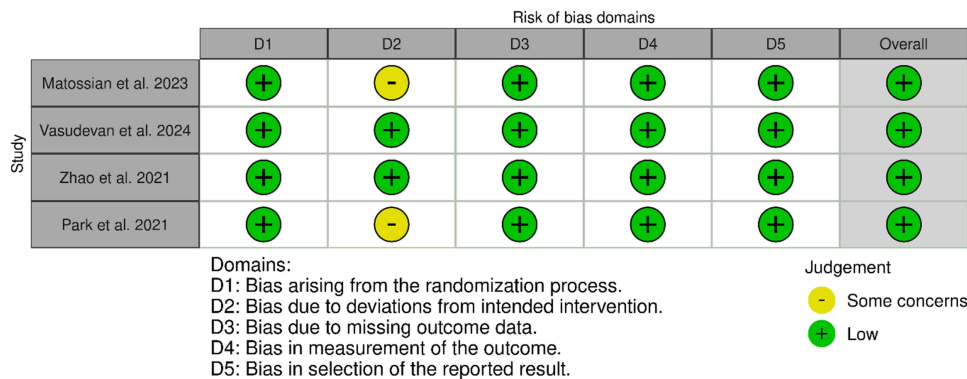 Risk of bias domains
D1 D2 D3 D4 D5 Overall
Matossian et al. 2023 + - + + + +
Vasudevan et al. 2024 + + + + + +
Study
Zhao et al. 2021 + + + + + +
Park et al. 2021 + - + + + +
Domains:
D1: Bias arising from the randomization process.
D2: Bias due to deviations from intended intervention.
D3: Bias due to missing outcome data.
D4: Bias in measurement of the outcome.
D5: Bias in selection of the reported result.
Judgement
- Some concerns
+ Low